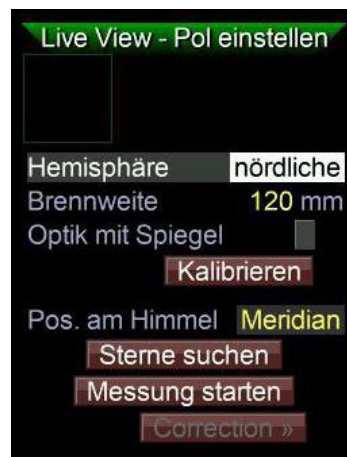 Live View - Pol einstellen
Hemisphäre nördliche
Brennweite 120 mm
Optik mit Spiegel
Kalibrieren
Pos. am Himmel Meridian
Sterne suchen
Messung starten
Correction »